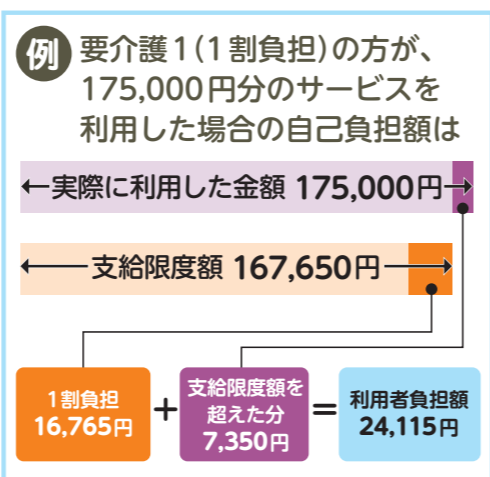 例 要介護1(1割負担)の方が、
175,000円分のサービスを
利用した場合の自己負担額は
実際に利用した金額 175,000円
支給限度額 167,650円
1割負担
16,765円
+
支給限度額を
超えた分
7,350円
=
利用者負担額
24,115円